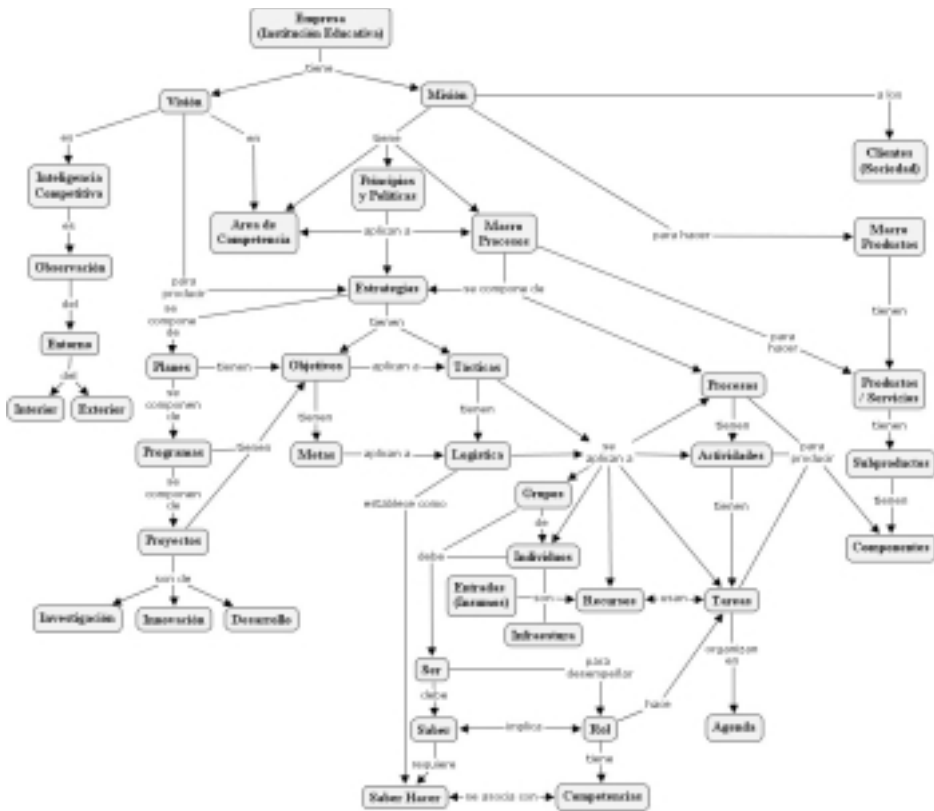 Empresa
(Institución Educativa)
tiene
Visión
Misión
a los
es
es
tiene
Clientes
(Sociedad)
Inteligencia
Competitiva
Principios
y Políticas
Area de
Competencia
aplican a
Macro
Procesos
para hacer
Macro
Productos
es
Observación
para
producir
Estrategias
se compone de
se
compone
de
del
tienen
para
hacer
tienen
Entorno
Planes
tienen
Objetivos
aplican a
Tácticas
Procesos
Productos
/ Servicios
del
Interior
Exterior
se
componen
de
tienen
tienen
se
aplican a
tienen
para
producir
tienen
Programas
tienen
Metas
aplican a
Logística
Actividades
Subproductos
se
componen
de
Grupos
establece como
de
tienen
tienen
Proyectos
debe
Individuos
Componentes
son de
Entradas
(Insumos)
son
Recursos
usan
Tareas
Investigación
Innovación
Desarrollo
Ser
para
desempeñar
organizan
en
debe
hace
Saber
implica
Rol
Agenda
requiere
tiene
Saber Hacer
se asocia con
Competencias